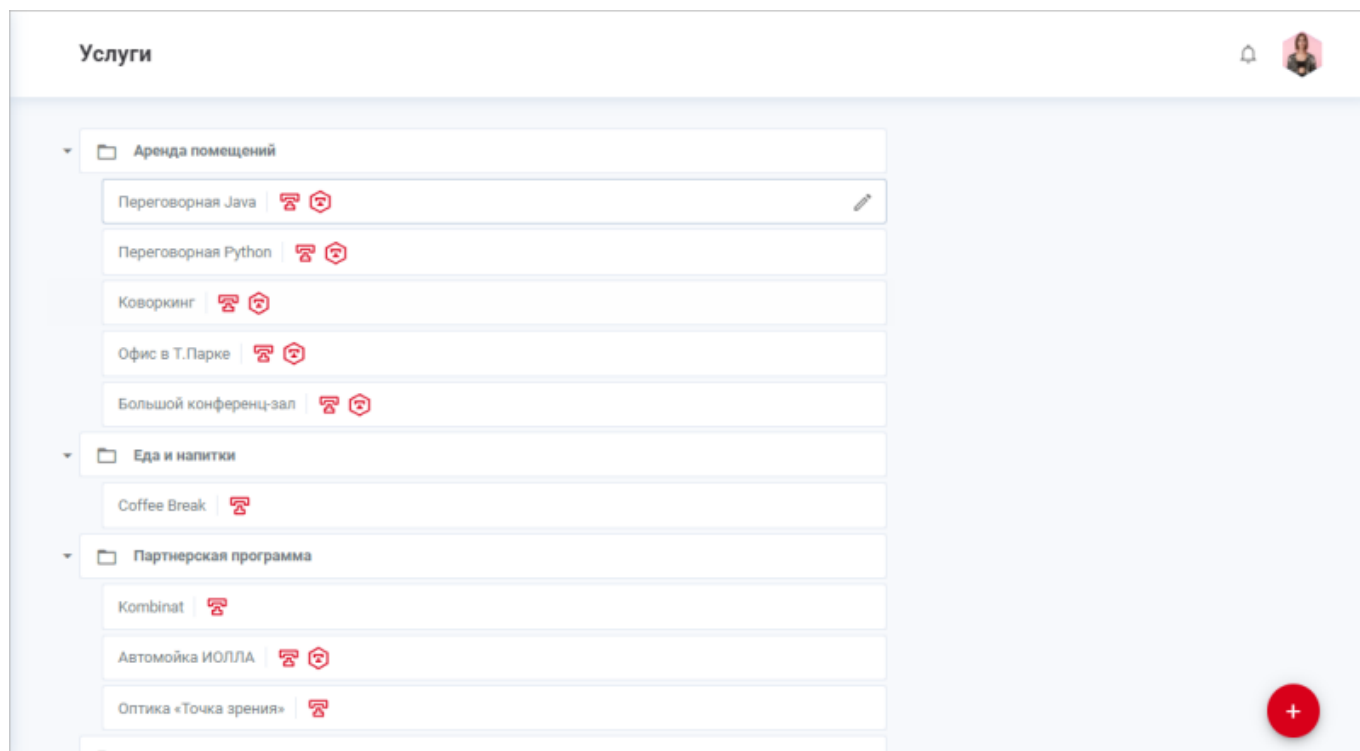 Услуги
Аренда помещений
Переговорная Java
Переговорная Python
Коворкинг
Офис в Т.Парке
Большой конференц-зал
Еда и напитки
Coffee Break
Партнерская программа
Kombinat
Автомойка ИОЛЛА
Оптика «Точка зрения»